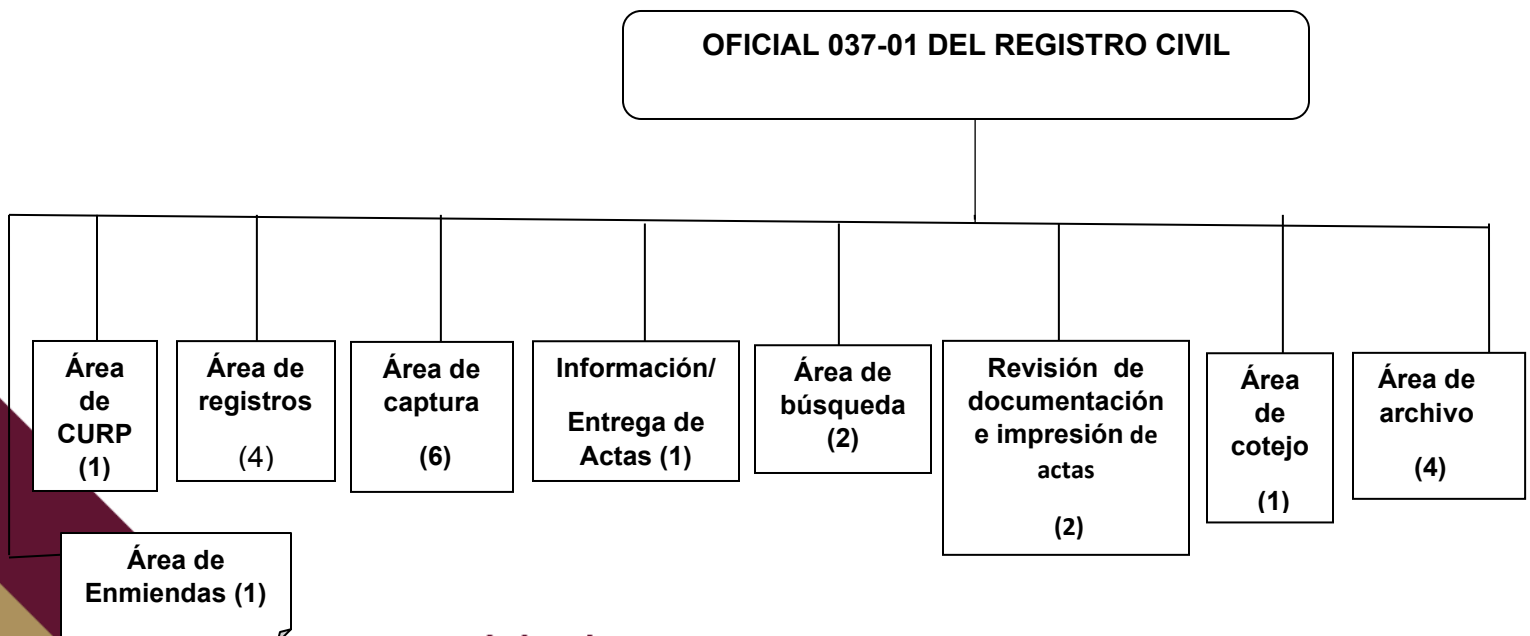 OFICIAL 037-01 DEL REGISTRO CIVIL
Área
de
CURP
(1)
Área de
registros
(4)
Área de
captura
(6)
Información/
Entrega de
Actas (1)
Área de
búsqueda
(2)
Revisión de
documentación
e impresión de
actas
(2)
Área
de
cotejo
(1)
Área de
archivo
(4)
Área de
Enmiendas (1)